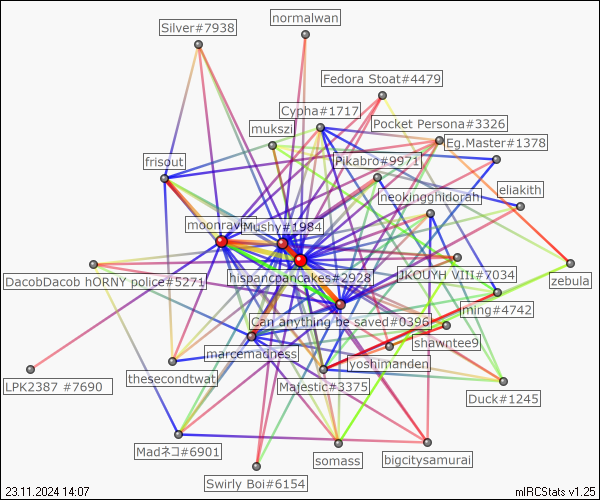 normalwan
Silver#7938
Fedora Stoat#4479
Cypha#1717
Pocket Persona#3326
mukszi
Eg.Master#1378
frisout
Pikabro#9971
eliakith
neokingghidorah
Mushy#1984
hispancpancakes#2928
JKOUYH VIII#7034
DacobDacob hORNY police#5271
zebula
ming#4742
Can anything be saved#0396
shawntee9
marcemadness
yoshimanden
thesecondtwat
Majestic#3375
LPK2387 #7690
Duck#1245
Madネコ#6901
somass
bigcitysamurai
Swirly Boi#6154
23.11.2024 14:07
mIRCStats v1.25